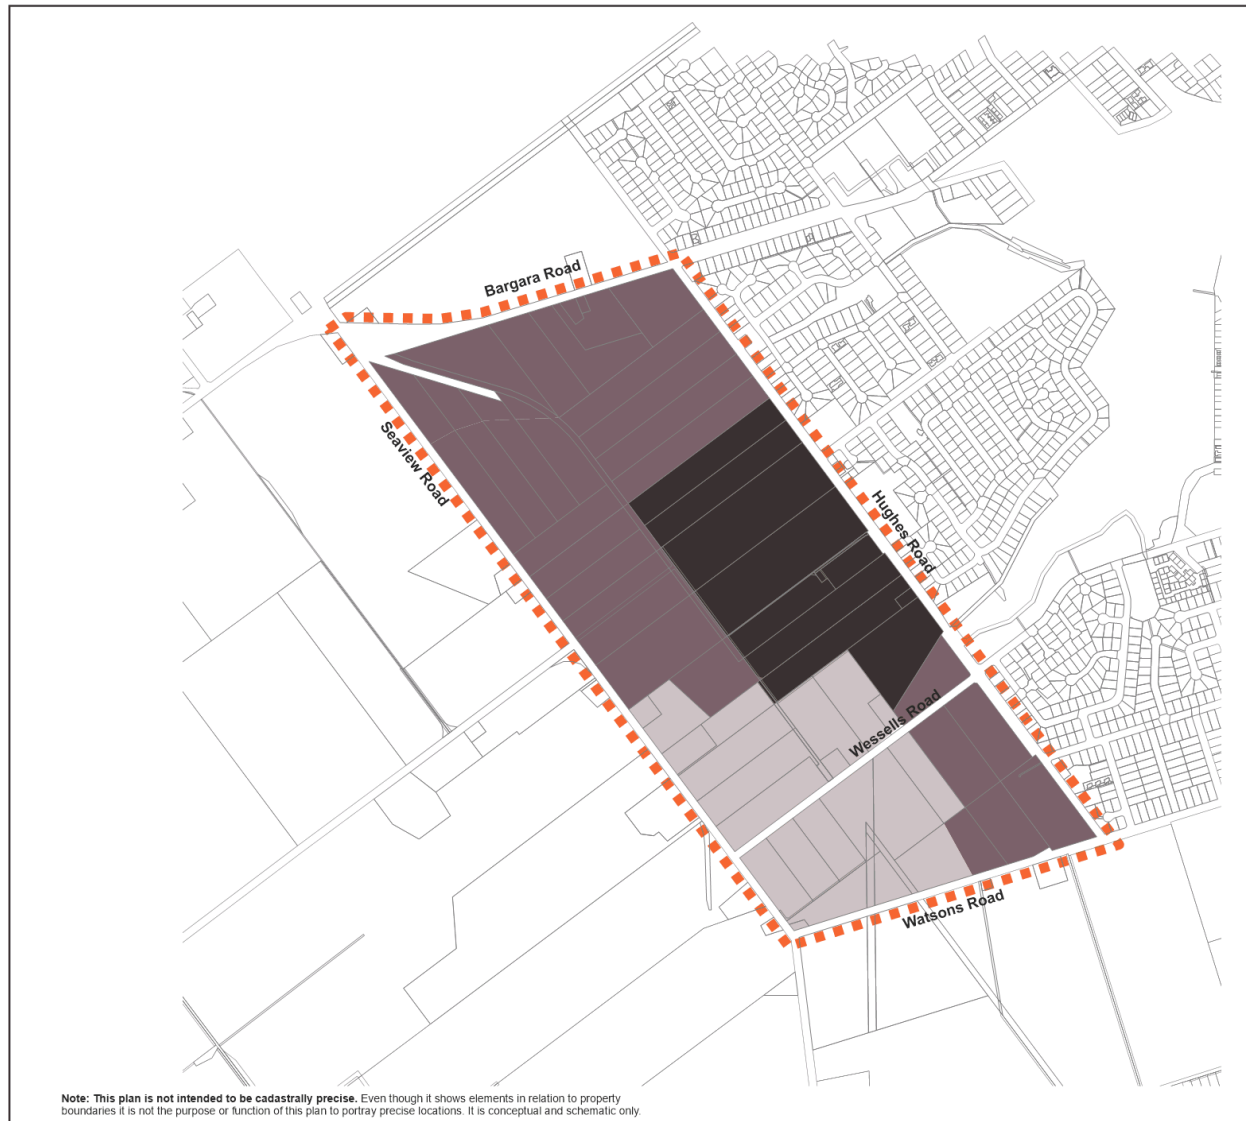 Bargara Road
Seaview Road
Hughes Road
Wessells Road
Watsons Road
Note: This plan is not intended to be cadastrally precise. Even though it shows elements in relation to property
boundaries it is not the purpose or function of this plan to portray precise locations. It is conceptual and schematic only.